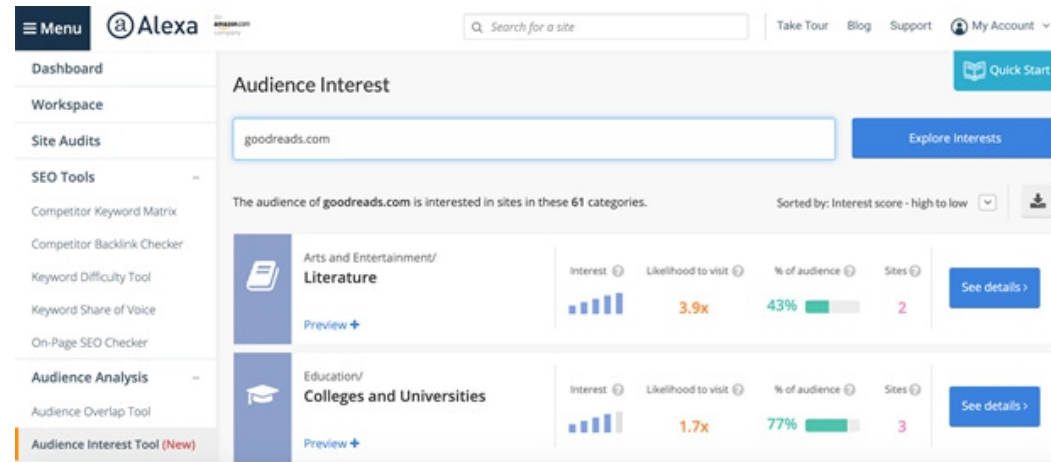 Menu
@ Alexa
an amazon.com company
Search for a site
Take Tour
Blog
Support
My Account
Dashboard
Workspace
Site Audits
SEO Tools
Competitor Keyword Matrix
Competitor Backlink Checker
Keyword Difficulty Tool
Keyword Share of Voice
On-Page SEO Checker
Audience Analysis
Audience Overlap Tool
Audience Interest Tool (New)
Quick Start
Audience Interest
goodreads.com
Explore Interests
The audience of goodreads.com is interested in sites in these 61 categories.
Sorted by: Interest score - high to low
Arts and Entertainment/
Literature
Preview +
Interest ?
Likelihood to visit ?
3.9x
% of audience ?
43%
Sites ?
2
See details >
Education/
Colleges and Universities
Preview +
Interest ?
Likelihood to visit ?
1.7x
% of audience ?
77%
Sites ?
3
See details >